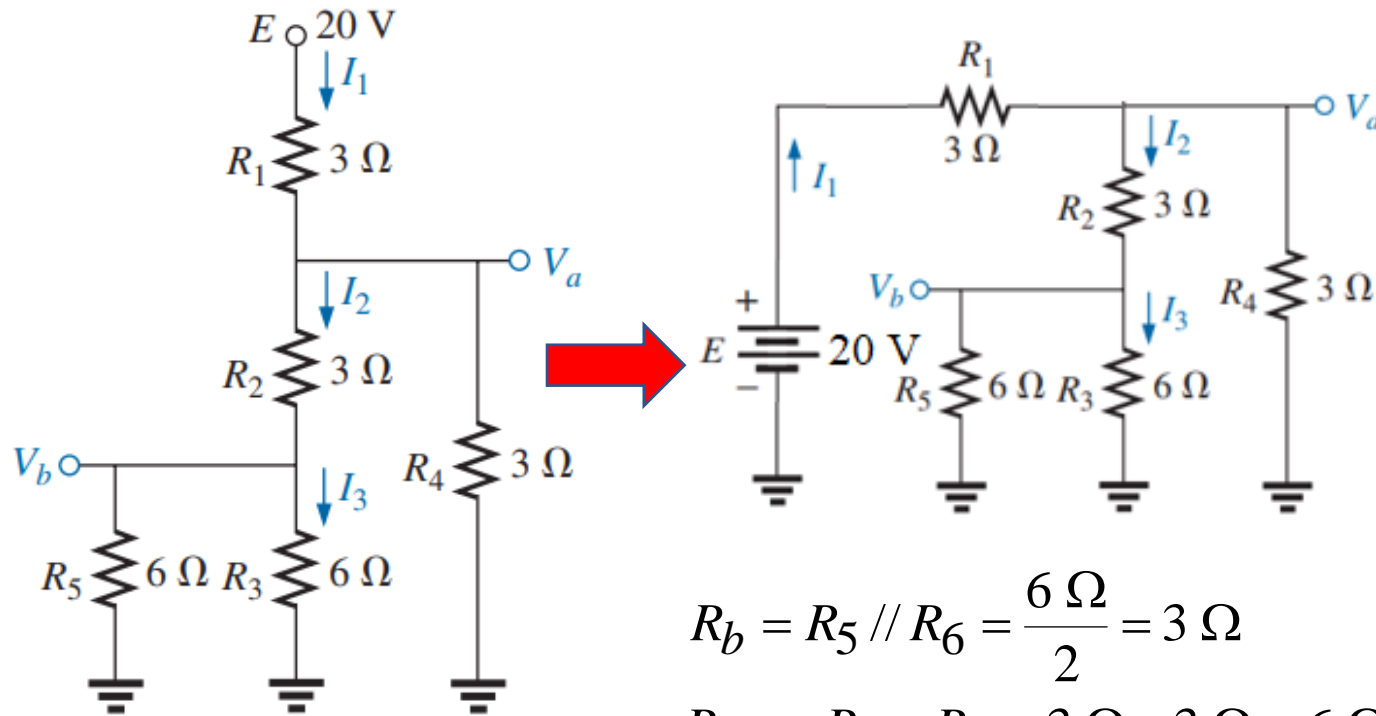 E 20 V
I1
R1 3 Ω
Va
I2
R2 3 Ω
Vb
R4 3 Ω
I3
R5 6 Ω R3 6 Ω
R1
3 Ω
Va
I1
I2
R2 3 Ω
Vb
R4 3 Ω
I3
+
E 20 V
−
R5 6 Ω R3 6 Ω
Rb = R5 // R6 = 6 Ω / 2 = 3 Ω